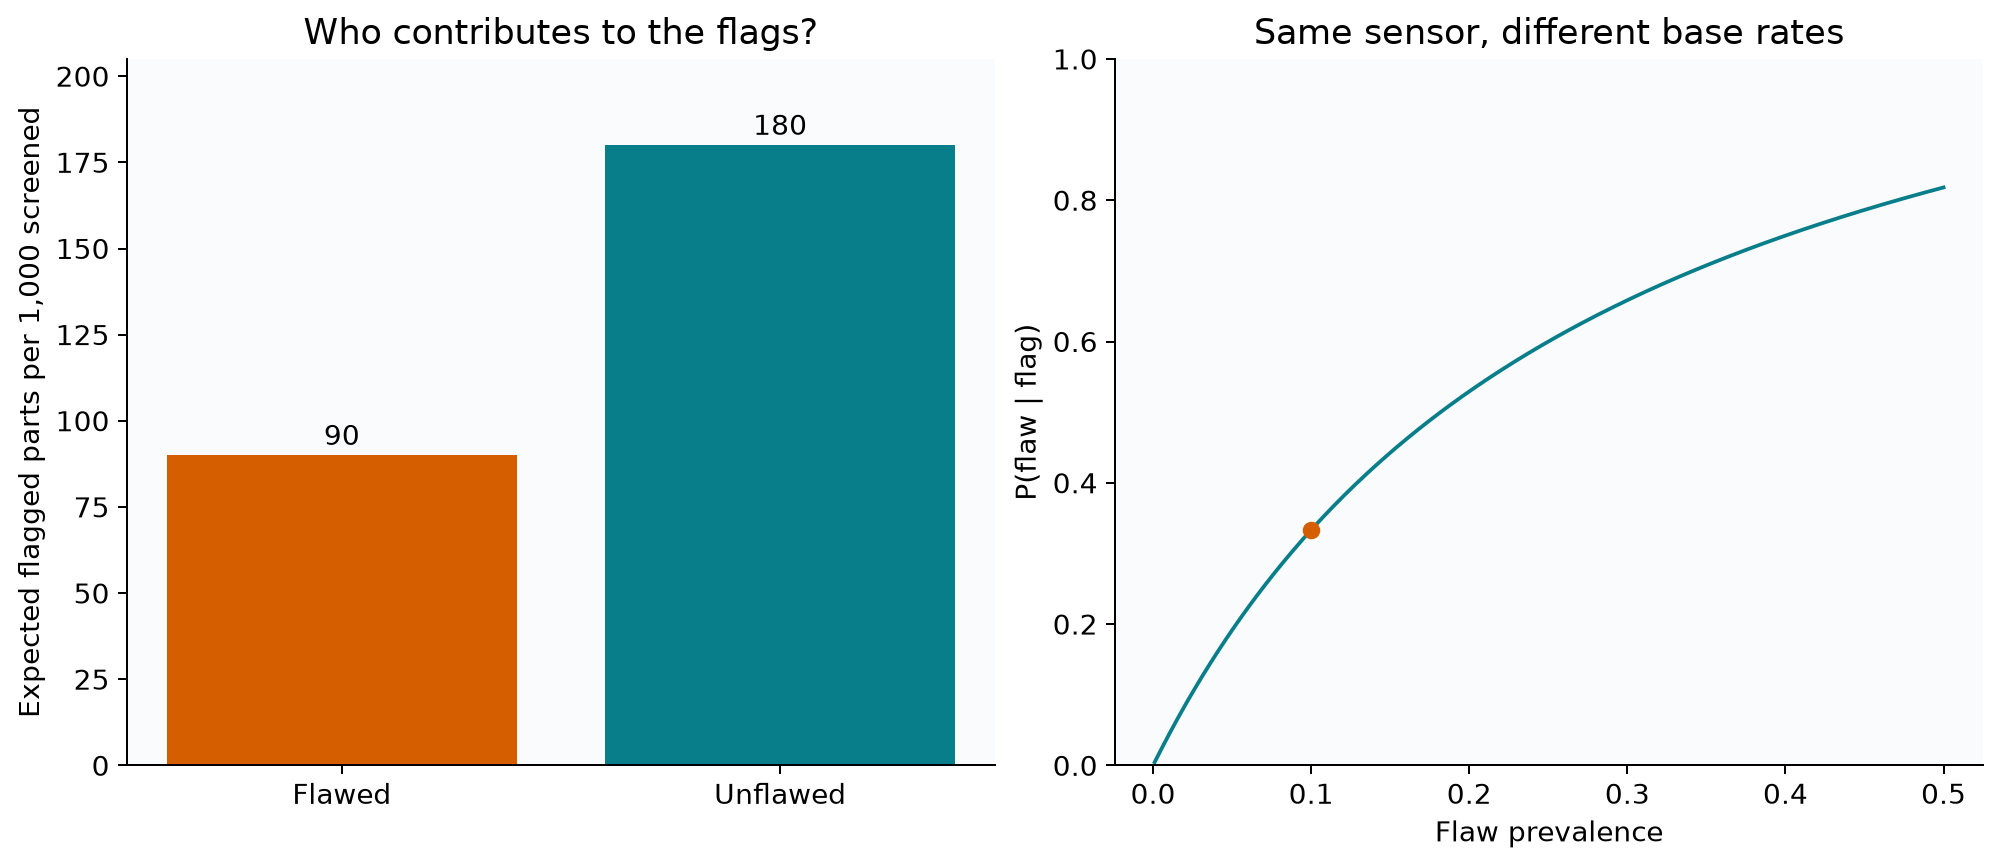 Who contributes to the flags?
Expected flagged parts per 1,000 screened
200
175
150
125
100
75
50
25
0
90
180
Flawed
Unflawed
Same sensor, different base rates
P(flaw | flag)
1.0
0.8
0.6
0.4
0.2
0.0
0.0 0.1 0.2 0.3 0.4 0.5
Flaw prevalence